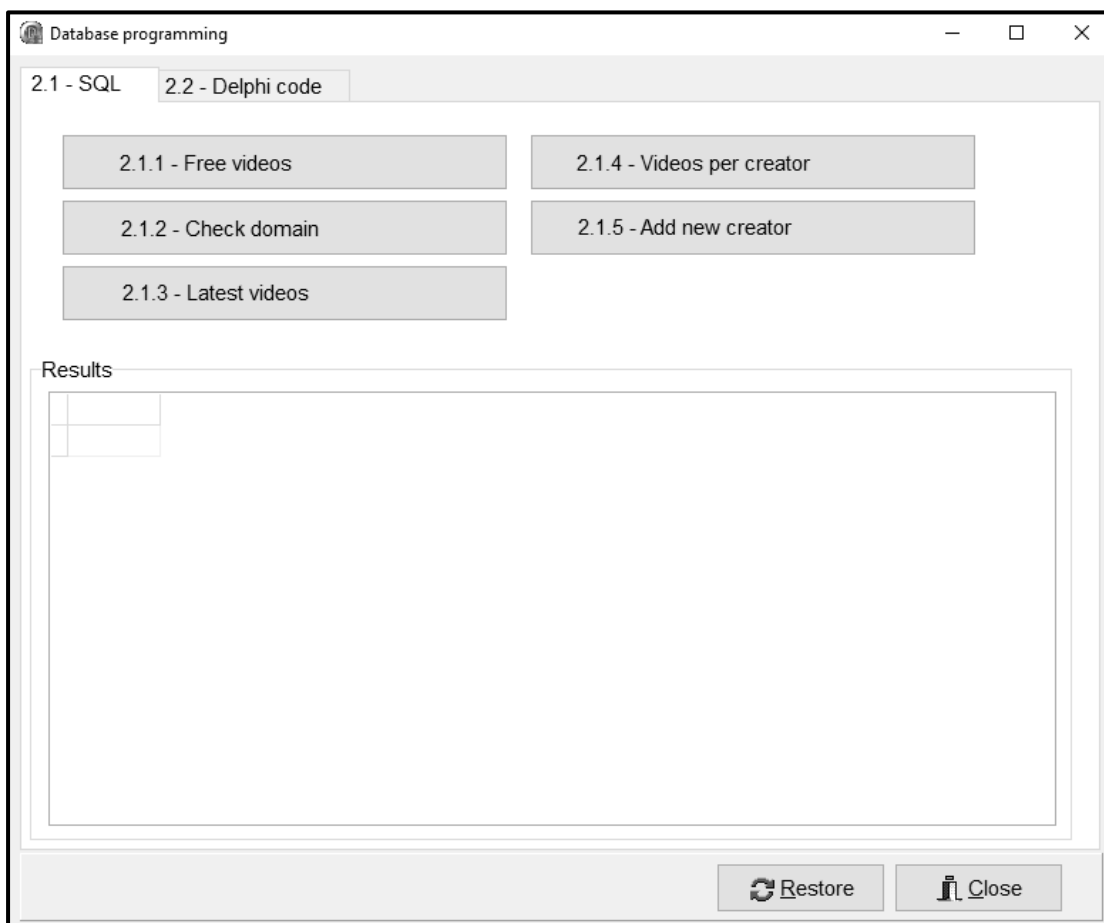 Database programming
2.1 - SQL
2.2 - Delphi code
2.1.1 - Free videos
2.1.4 - Videos per creator
2.1.2 - Check domain
2.1.5 - Add new creator
2.1.3 - Latest videos
Results
Restore
Close